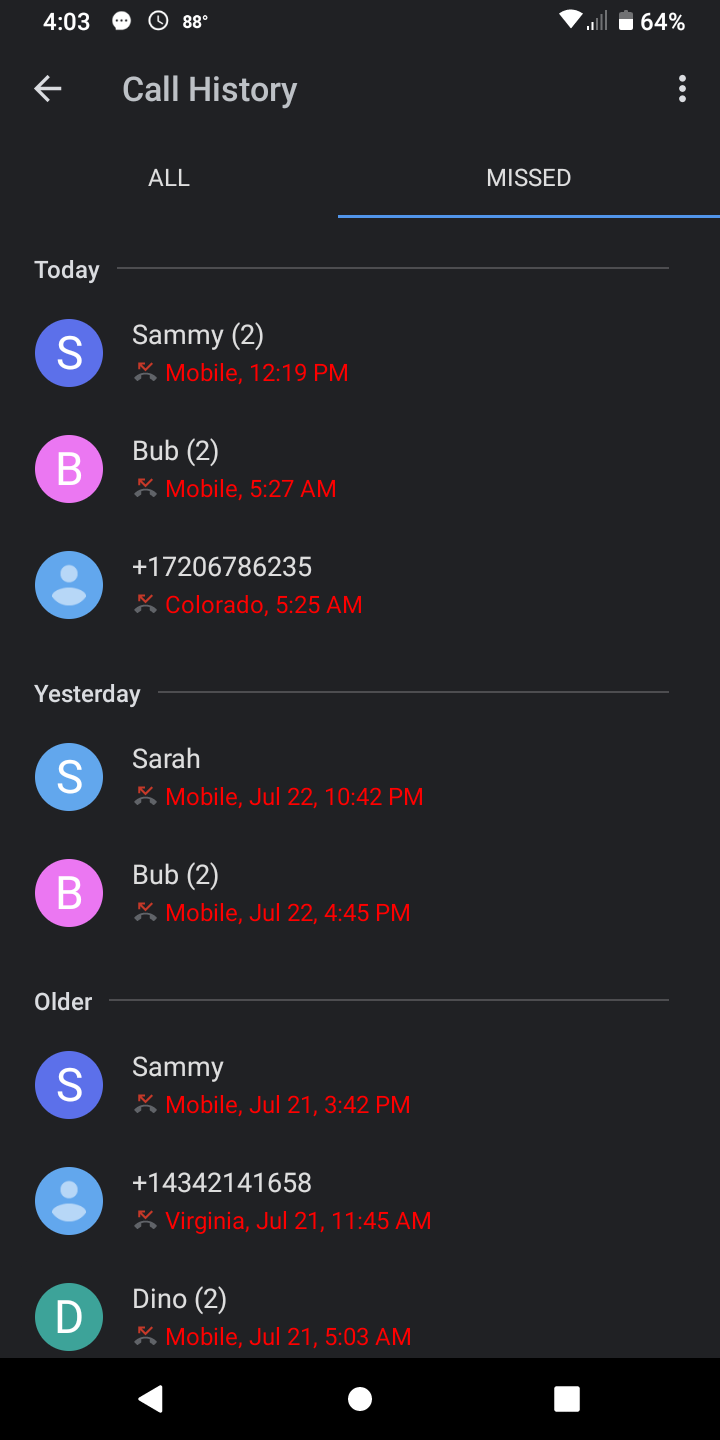 4:03 88° 64%
Call History
ALL MISSED
Today
S Sammy (2)
Mobile, 12:19 PM
B Bub (2)
Mobile, 5:27 AM
+17206786235
Colorado, 5:25 AM
Yesterday
S Sarah
Mobile, Jul 22, 10:42 PM
B Bub (2)
Mobile, Jul 22, 4:45 PM
Older
S Sammy
Mobile, Jul 21, 3:42 PM
+14342141658
Virginia, Jul 21, 11:45 AM
D Dino (2)
Mobile, Jul 21, 5:03 AM